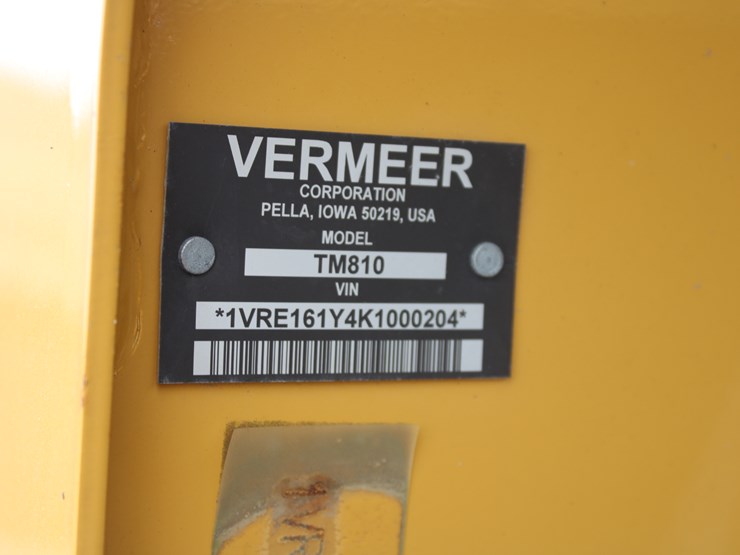 VERMEER
CORPORATION
PELLA, IOWA 50219, USA
MODEL
TM810
VIN
*1VRE161Y4K1000204*